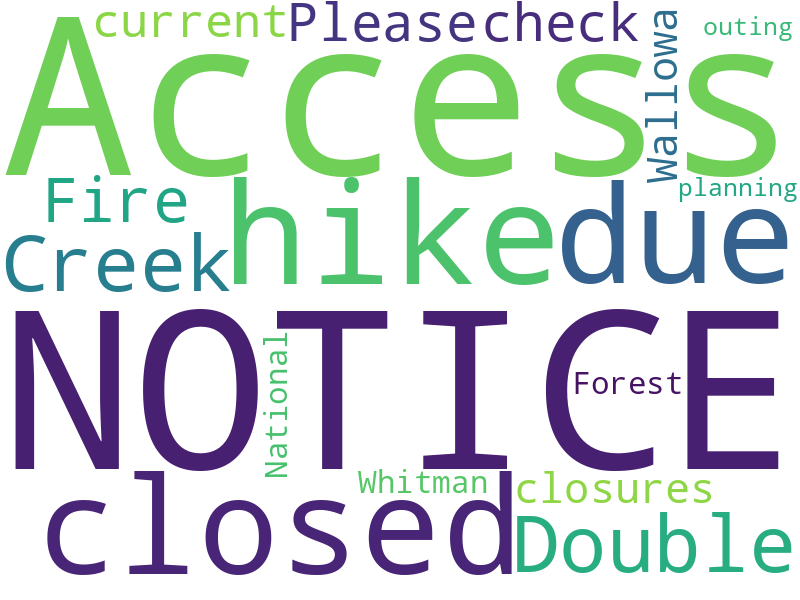 current
Pleasecheck
Wallowa
outing
Access
planning
Fire
hike
due
Creek
NOTICE
National
Forest
Whitman
closures
closed
Double